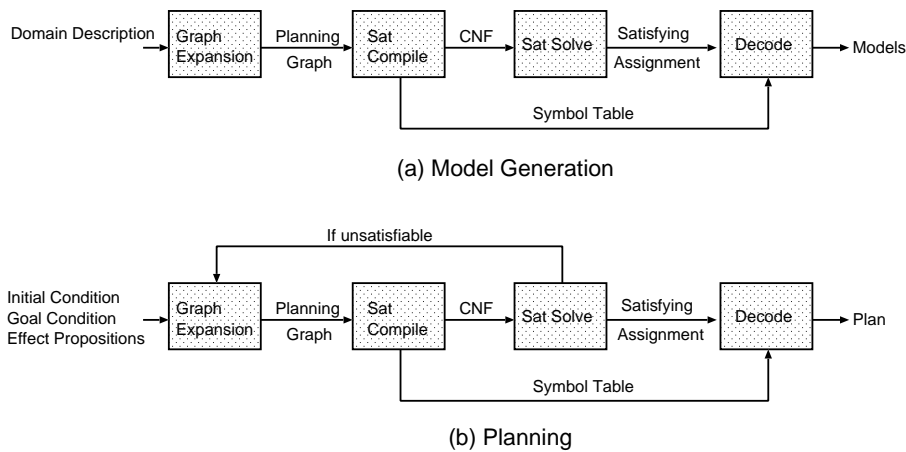 Domain Description
Graph
Expansion
Planning
Graph
Sat
Compile
CNF
Sat Solve
Satisfying
Assignment
Decode
Models
Symbol Table
(a) Model Generation
If unsatisfiable
Initial Condition
Goal Condition
Effect Propositions
Graph
Expansion
Planning
Graph
Sat
Compile
CNF
Sat Solve
Satisfying
Assignment
Decode
Plan
Symbol Table
(b) Planning